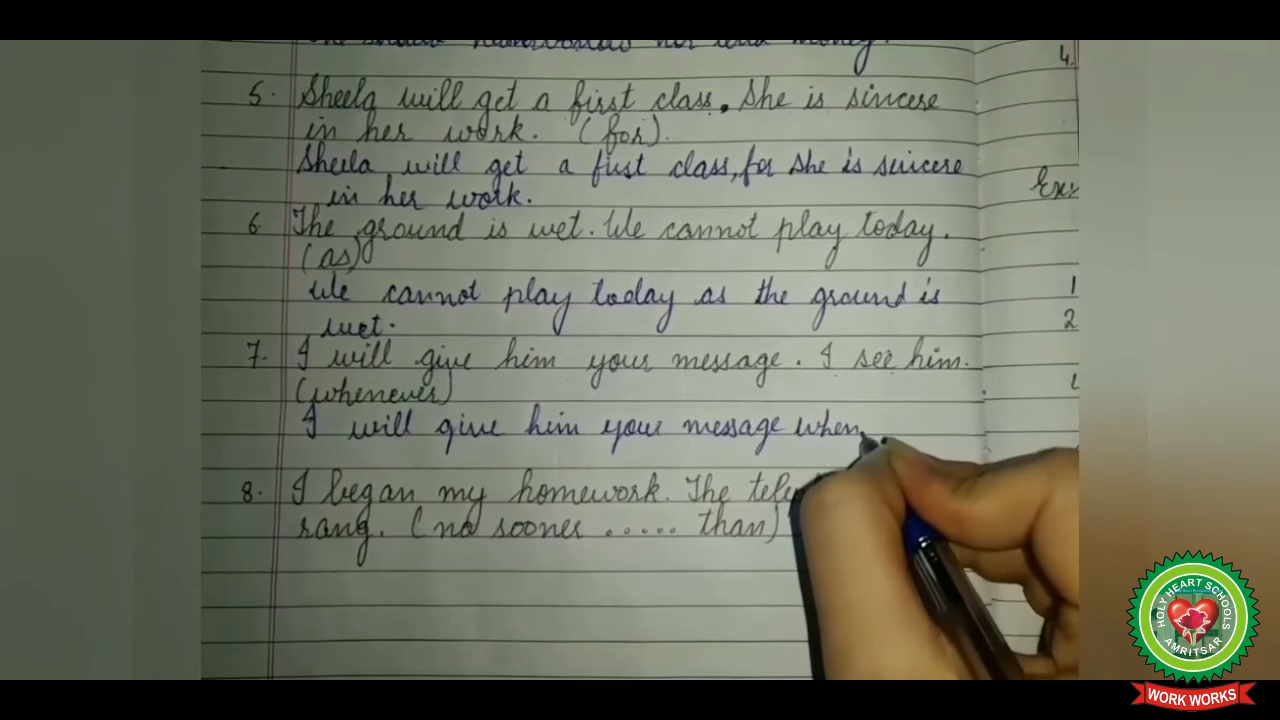 5. Sheela will get a first class. She is sincere
in her work. (for).
Sheela will get a first class, for she is sincere
in her work.
6. The ground is wet. We cannot play today.
(as)
We cannot play today as the ground is
wet.
7. I will give him your message. I see him.
(whenever)
I will give him your message when
8. I began my homework. The
rang. (no sooner ..... than)
4.
Ex:
1
2
HOLY HEART SCHOOLS
AMRITSAR
WORK WORKS